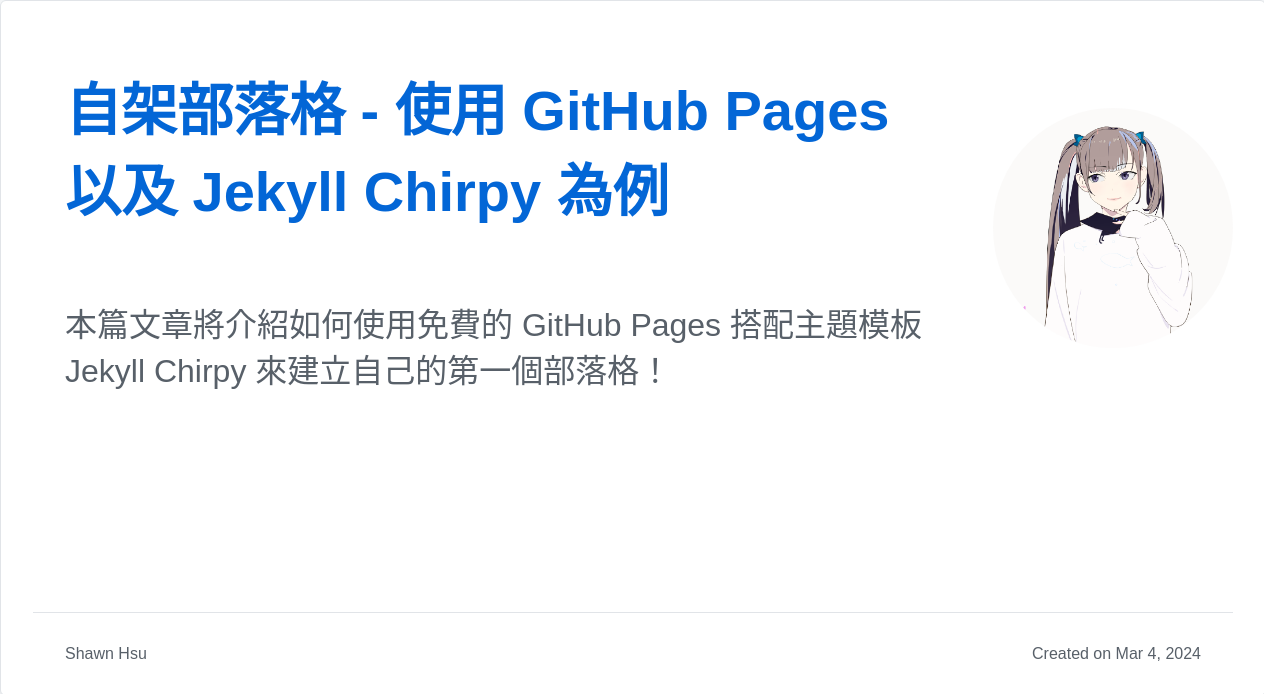 自架部落格 - 使用 GitHub Pages
以及 Jekyll Chirpy 為例
本篇文章將介紹如何使用免費的 GitHub Pages 搭配主題模板
Jekyll Chirpy 來建立自己的第一個部落格！
Shawn Hsu
Created on Mar 4, 2024